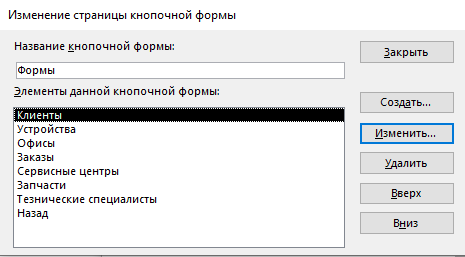 Изменение страницы кнопочной формы
Название кнопочной формы:
Закрыть
Формы
Элементы данной кнопочной формы:
Создать...
Клиенты
Устройства
Изменить...
Офисы
Заказы
Удалить
Сервисные центры
Запчасти
Вверх
Тезнические специалисты
Назад
Вниз